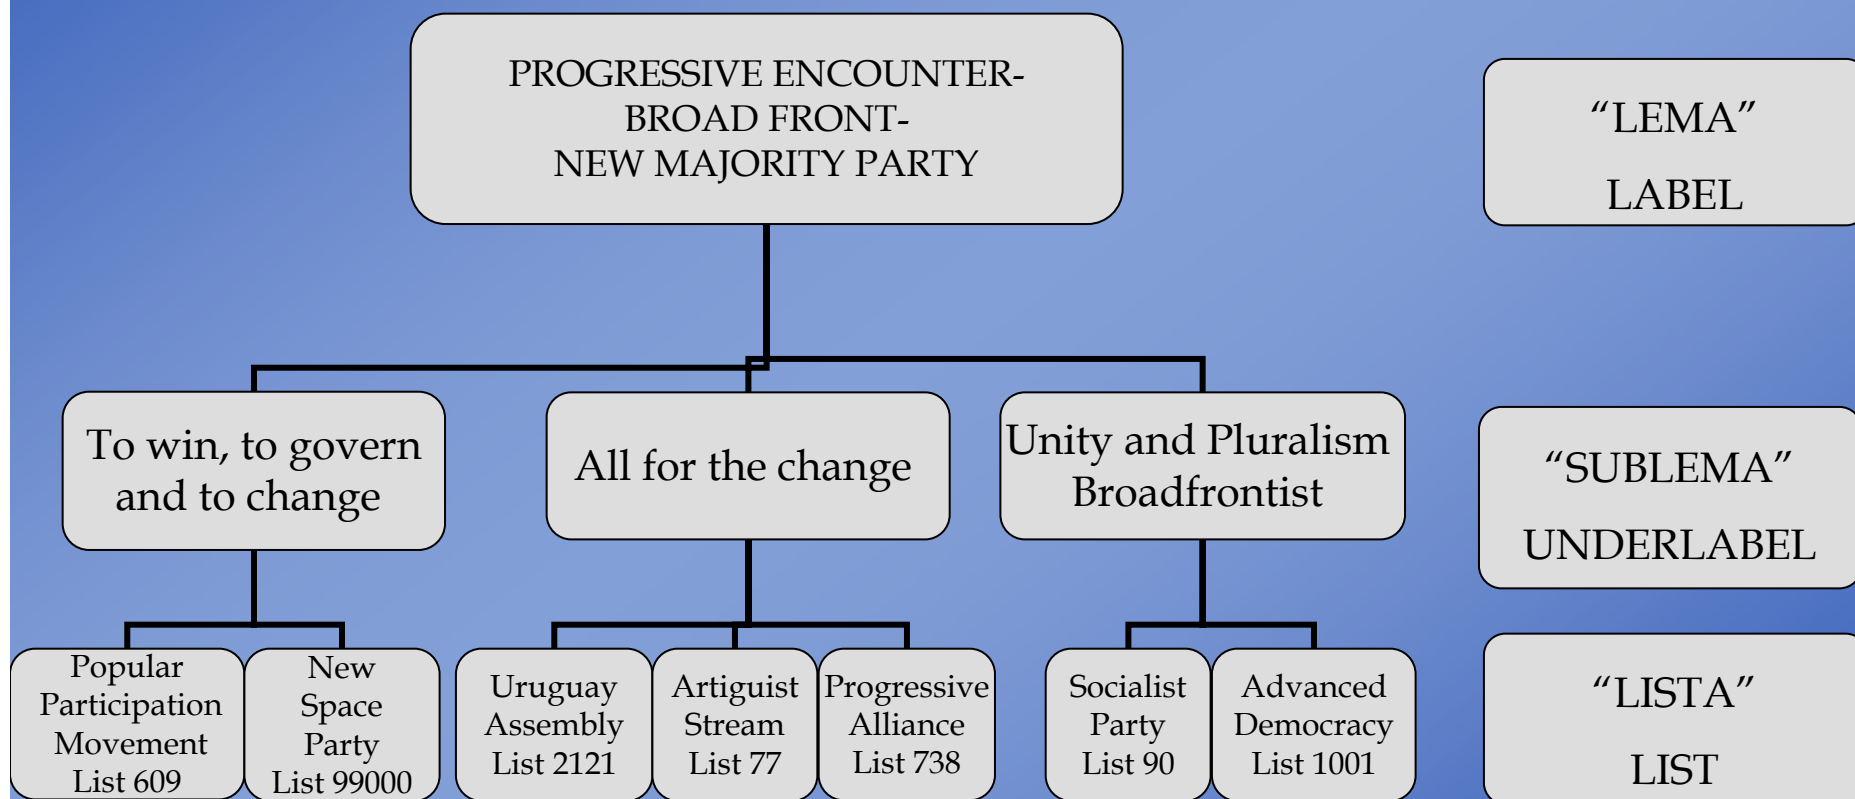 PROGRESSIVE ENCOUNTER-
BROAD FRONT-
NEW MAJORITY PARTY
“LEMA”
LABEL
To win, to govern
and to change
All for the change
Unity and Pluralism
Broadfrontist
“SUBLEMA”
UNDERLABEL
Popular
Participation
Movement
List 609
New
Space
Party
List 99000
Uruguay
Assembly
List 2121
Artiguist
Stream
List 77
Progressive
Alliance
List 738
Socialist
Party
List 90
Advanced
Democracy
List 1001
“LISTA”
LIST